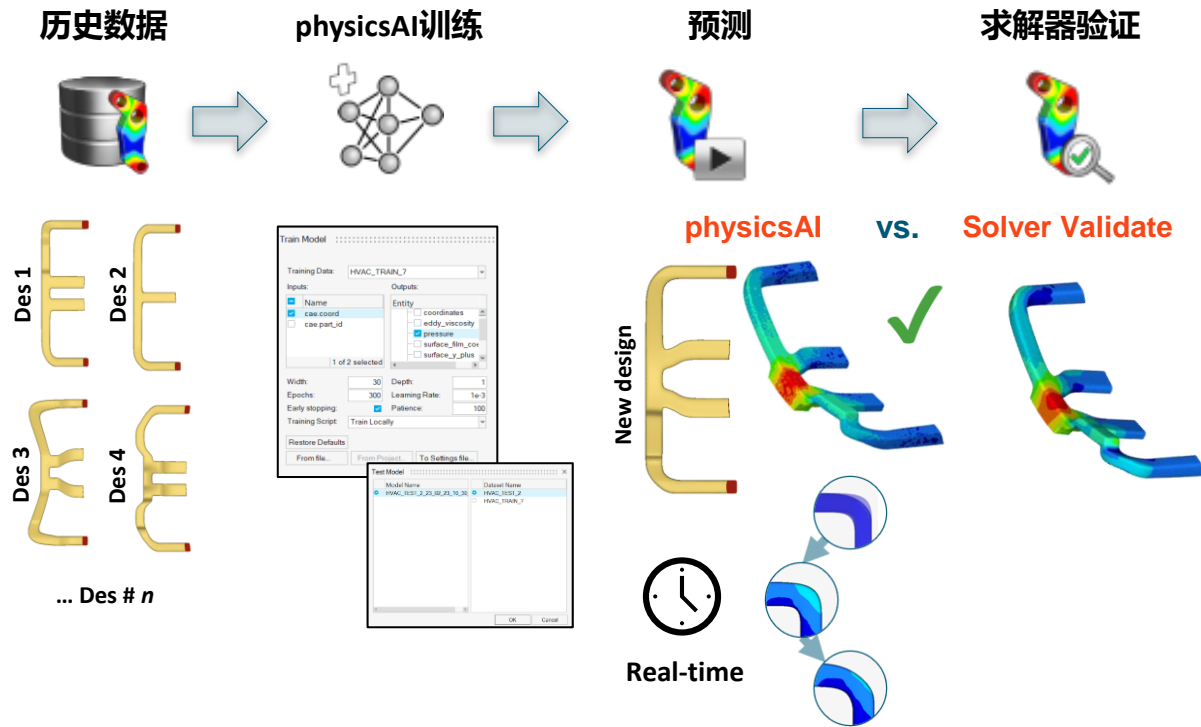 历史数据
physicsAI训练
预测
求解器验证
Des 1
Des 2
Des 3
Des 4
... Des # n
Train Model
Training Data:
HVAC_TRAIN_7
Inputs:
Outputs:
Name
cae.coord
cae.part_id
1 of 2 selected
Entity
coordinates
eddy_viscosity
pressure
surface_film_coe
surface_y_plus
Width:
30
Depth:
1
Epochs:
300
Learning Rate:
1e-3
Early stopping:
Patience:
100
Training Script:
Train Locally
Restore Defaults
From file...
From Project...
To Settings file...
Test Model
Model Name
Dataset Name
HVAC_TEST_2
HVAC_TRAIN_7
OK
Cancel
physicsAI
vs.
Solver Validate
New design
Real-time